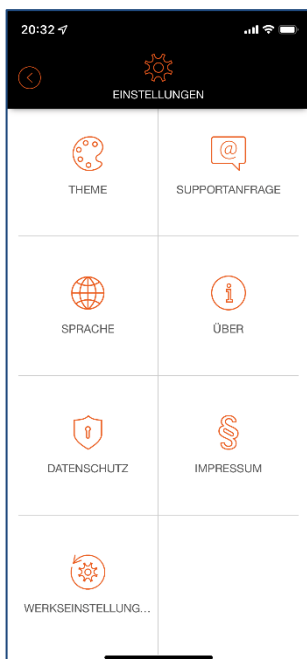 20:32
EINSTELLUNGEN
THEME
SUPPORTANFRAGE
SPRACHE
ÜBER
DATENSCHUTZ
IMPRESSUM
WERKSEINSTELLUNG...